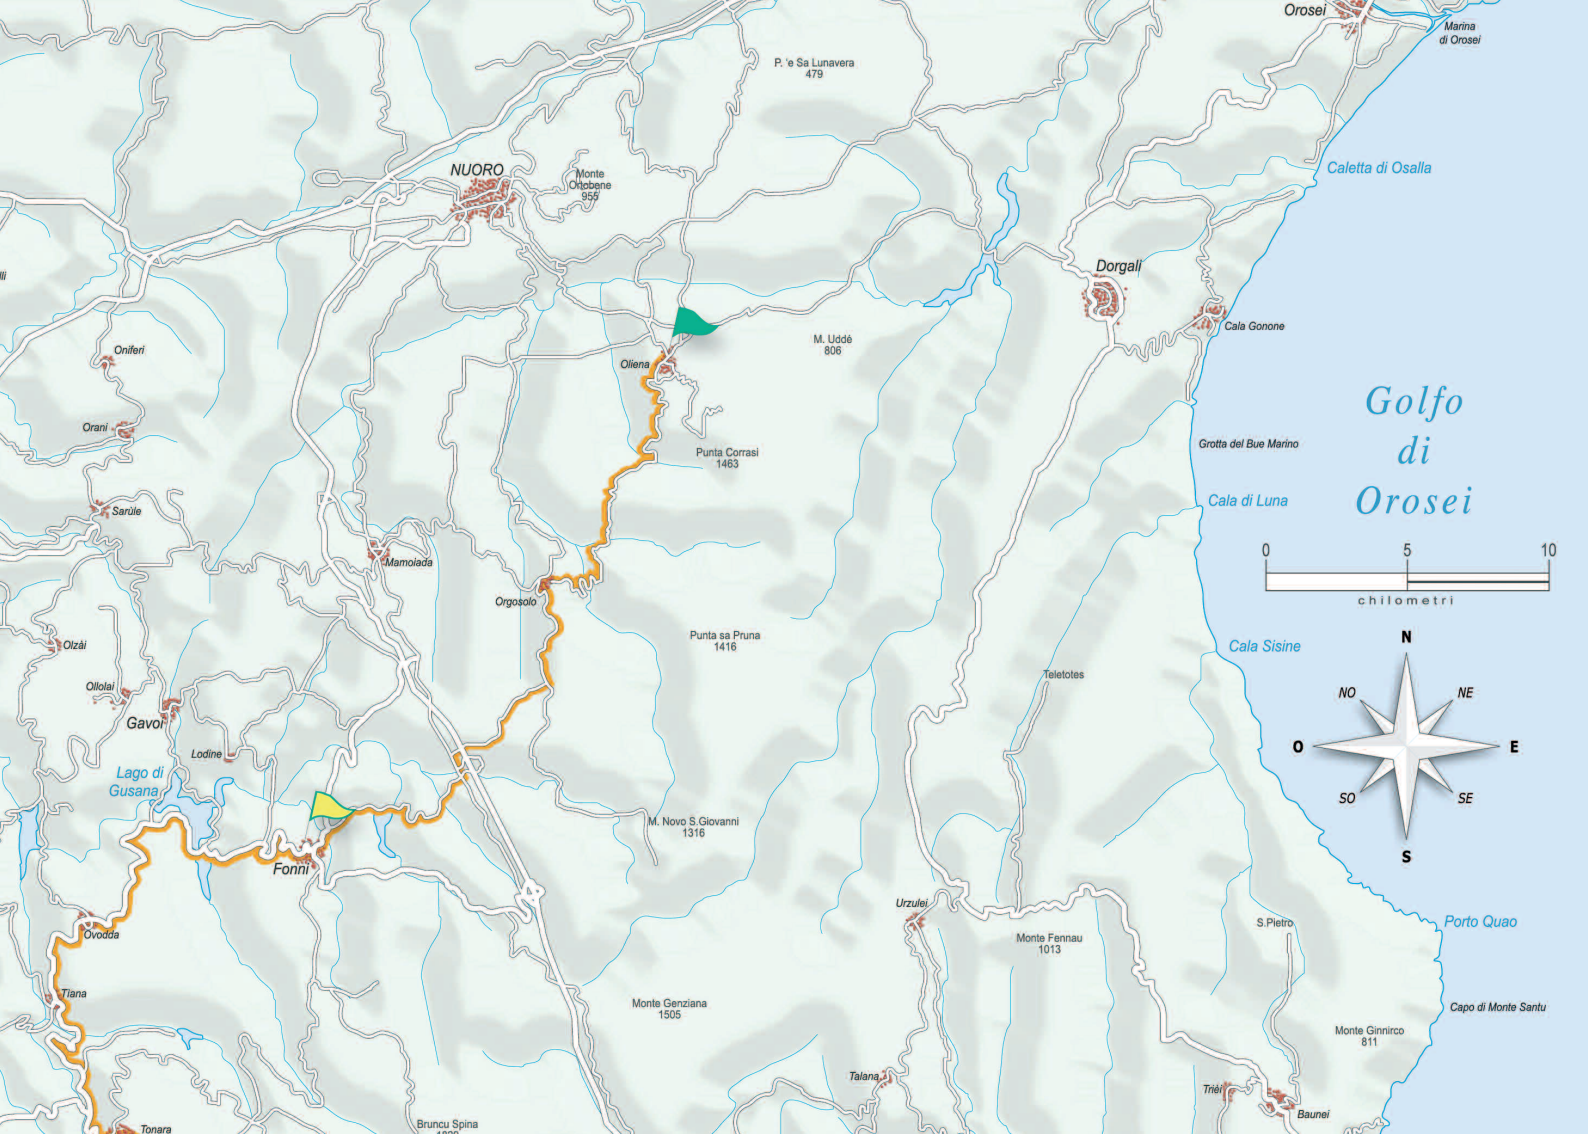 Orosei
Marina
di Orosei
P. 'e Sa Lunavera
479
NUORO
Monte
Ortobene
955
Caletta di Osalla
Dorgali
Cala Gonone
Oniferi
Oliena
M. Uddè
806
Golfo
di
Orosei
Orani
Punta Corrasi
1463
Grotta del Bue Marino
Cala di Luna
Sarùle
0 5 10
chilometri
Mamoiada
Orgosolo
Punta sa Pruna
1416
N
NO NE
O E
SO SE
S
Olzài
Cala Sisine
Teletotes
Ollolai
Gavoi
Lodine
Lago di
Gusana
M. Novo S.Giovanni
1316
Fonni
Urzulei
Porto Quao
S.Pietro
Ovodda
Monte Fennau
1013
Tiana
Monte Genziana
1505
Capo di Monte Santu
Monte Ginnirco
811
Talana
Trièi
Baunei
Bruncu Spina
Tonara